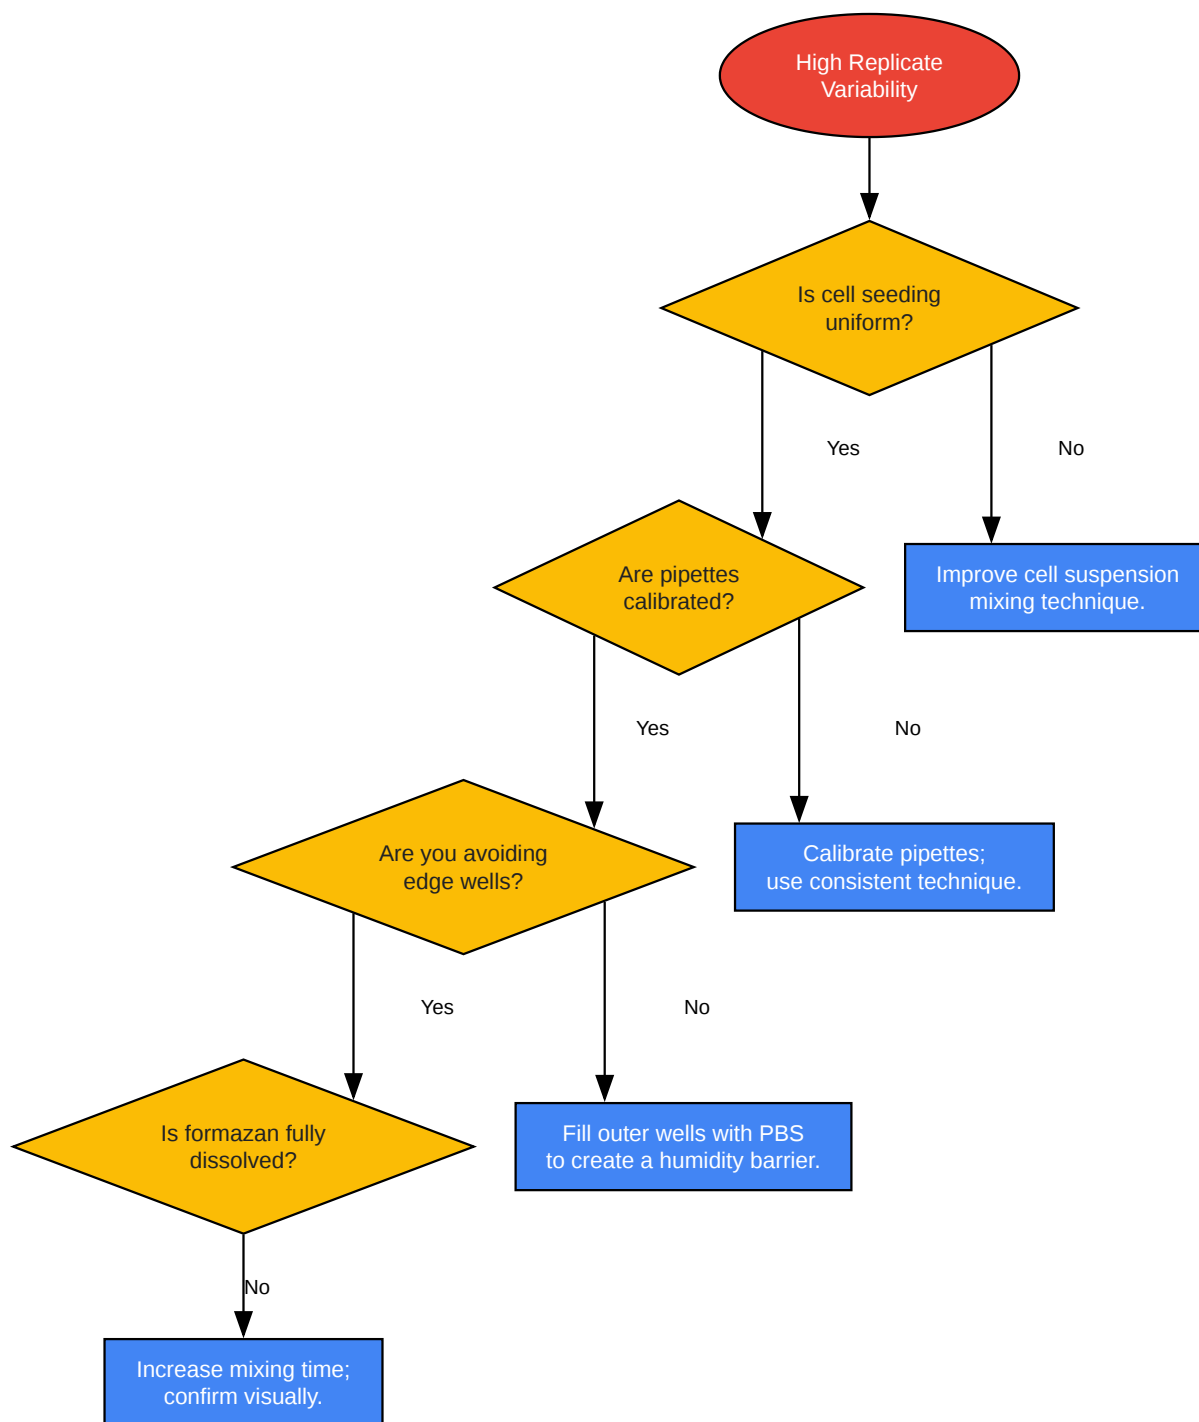 High Replicate
Variability
Is cell seeding
uniform?
Yes
No
Are pipettes
calibrated?
Improve cell suspension
mixing technique.
Yes
No
Are you avoiding
edge wells?
Calibrate pipettes;
use consistent technique.
Yes
No
Is formazan fully
dissolved?
Fill outer wells with PBS
to create a humidity barrier.
No
Increase mixing time;
confirm visually.